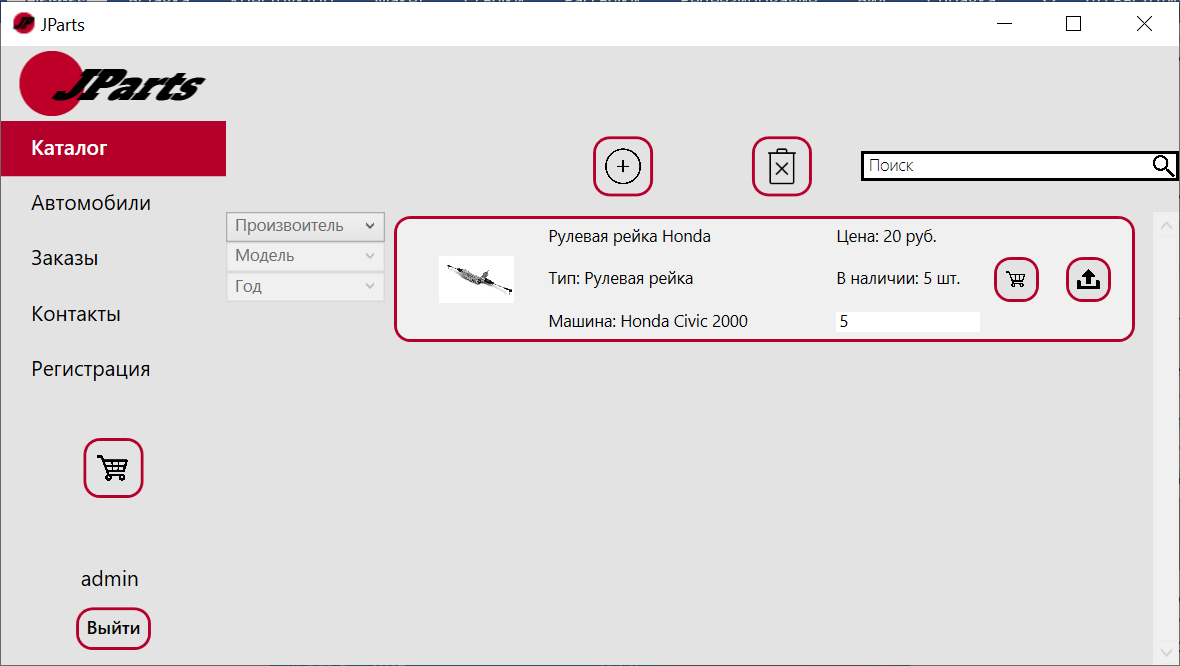 JParts
JParts
Каталог
Автомобили
Заказы
Контакты
Регистрация
admin
Выйти
Поиск
Произвоитель
Модель
Год
Рулевая рейка Honda
Цена: 20 руб.
Тип: Рулевая рейка
В наличии: 5 шт.
Машина: Honda Civic 2000
5